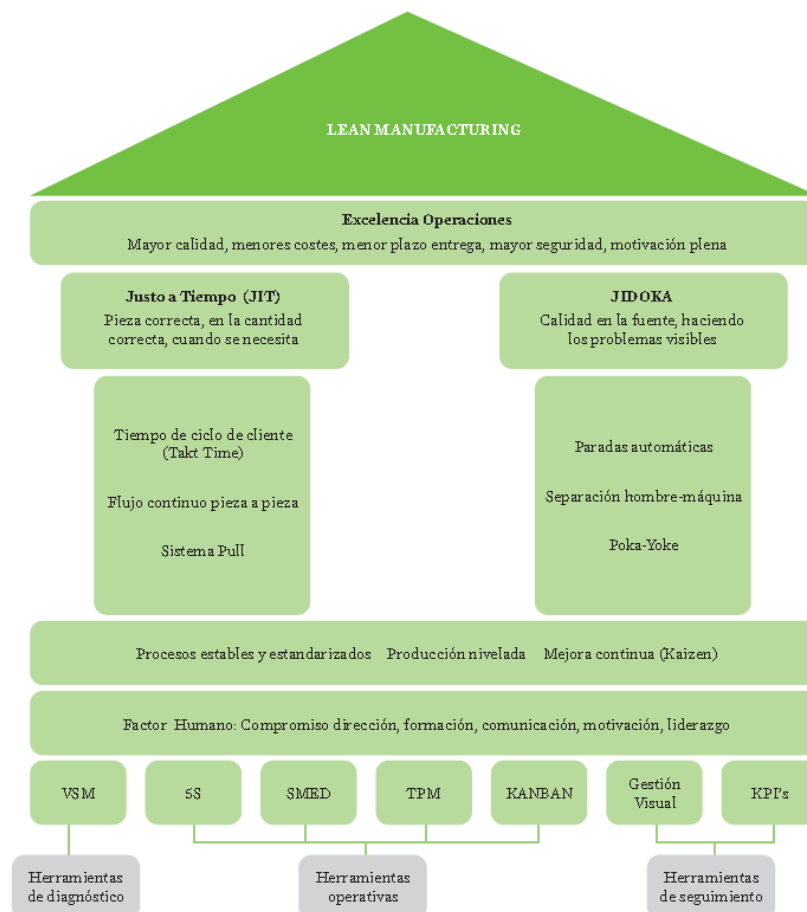 LEAN MANUFACTURING
Excelencia Operaciones
Mayor calidad, menores costes, menor plazo entrega, mayor seguridad, motivación plena
Justo a Tiempo (JIT)
Pieza correcta, en la cantidad
correcta, cuando se necesita
JIDOKA
Calidad en la fuente, haciendo
los problemas visibles
Tiempo de ciclo de cliente
(Takt Time)
Flujo continuo pieza a pieza
Sistema Pull
Paradas automáticas
Separación hombre-máquina
Poka-Yoke
Procesos estables y estandarizados Producción nivelada Mejora continua (Kaizen)
Factor Humano: Compromiso dirección, formación, comunicación, motivación, liderazgo
VSM
5S
SMED
TPM
KANBAN
Gestión
Visual
KPI's
Herramientas
de diagnóstico
Herramientas
operativas
Herramientas
de seguimiento